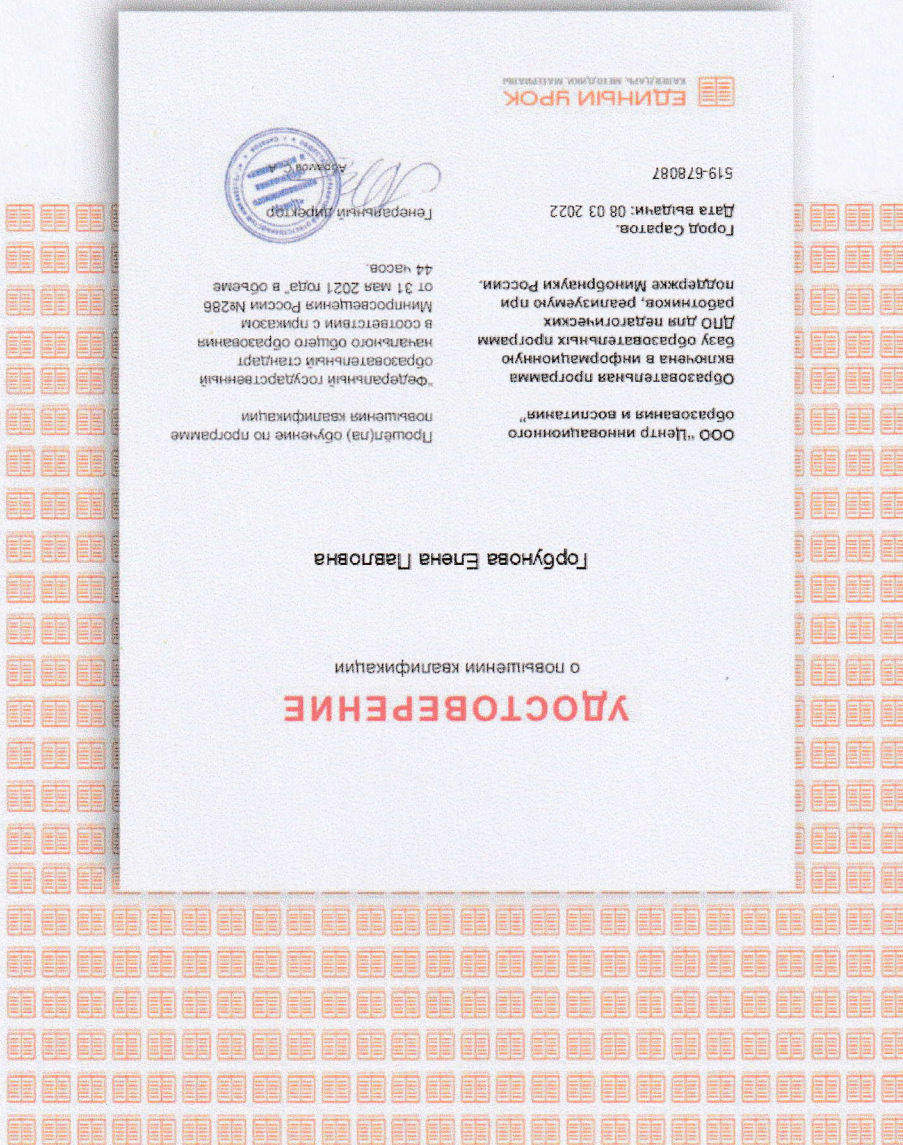 УДОСТОВЕРЕНИЕ
о повышении квалификации
Горбунова Елена Павловна
ООО "Центр инновационного
образования и воспитания"
Образовательная программа
включена в информационную
базу образовательных программ
ДПО для педагогических
работников, реализуемую при
поддержке Минобрнауки России.
Город Саратов.
Дата выдачи: 08 03 2022
519-678087
Прошёл(ла) обучение по программе
повышения квалификации
"Федеральный государственный
образовательный стандарт
начального общего образования
в соответствии с приказом
Минпросвещения России №286
от 31 мая 2021 года" в объеме
44 часов.
Генеральный директор
Абрамов С.А.
ЕДИНЫЙ УРОК
КАЛЕНДАРЬ, МЕТОДИКИ, МАТЕРИАЛЫ